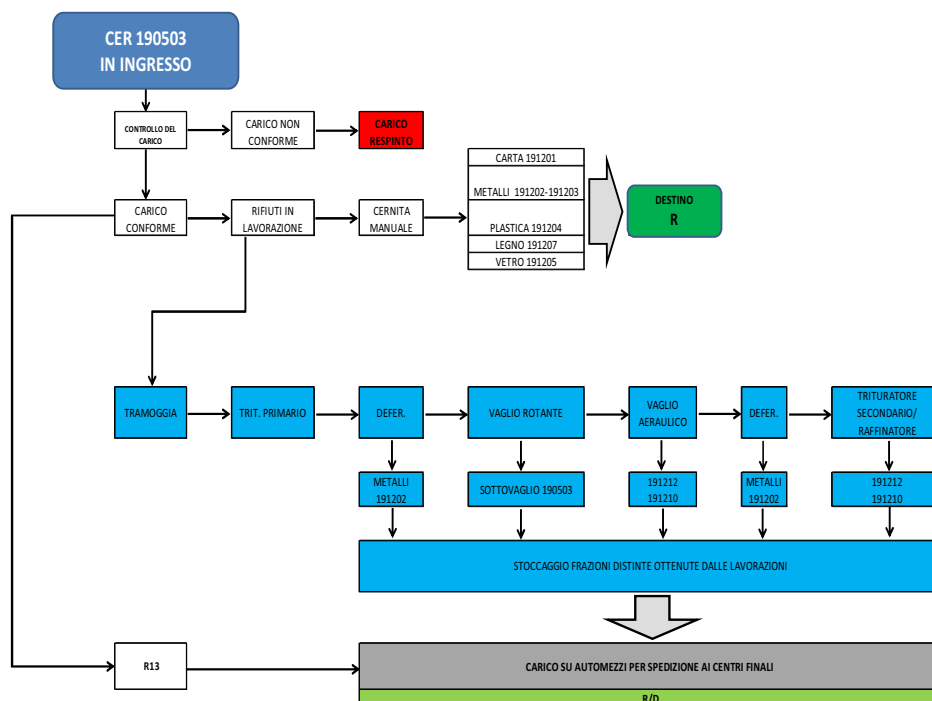 CER 190503
IN INGRESSO
CONTROLLO DEL
CARICO
CARICO NON
CONFORME
CARICO
RESPINTO
CARTA 191201
METALLI 191202-191203
PLASTICA 191204
LEGNO 191207
VETRO 191205
DESTINO
R
CARICO
CONFORME
RIFIUTI IN
LAVORAZIONE
CERNITA
MANUALE
TRAMOGGIA
TRIT. PRIMARIO
DEFER.
VAGLIO ROTANTE
VAGLIO
AERAULICO
DEFER.
TRITURATORE
SECONDARIO/
RAFFINATORE
METALLI
191202
SOTTOVAGLIO 190503
191212
191210
METALLI
191202
191212
191210
STOCCAGGIO FRAZIONI DISTINTE OTTENUTE DALLE LAVORAZIONI
R13
CARICO SU AUTOMEZZI PER SPEDIZIONE AI CENTRI FINALI
R/D